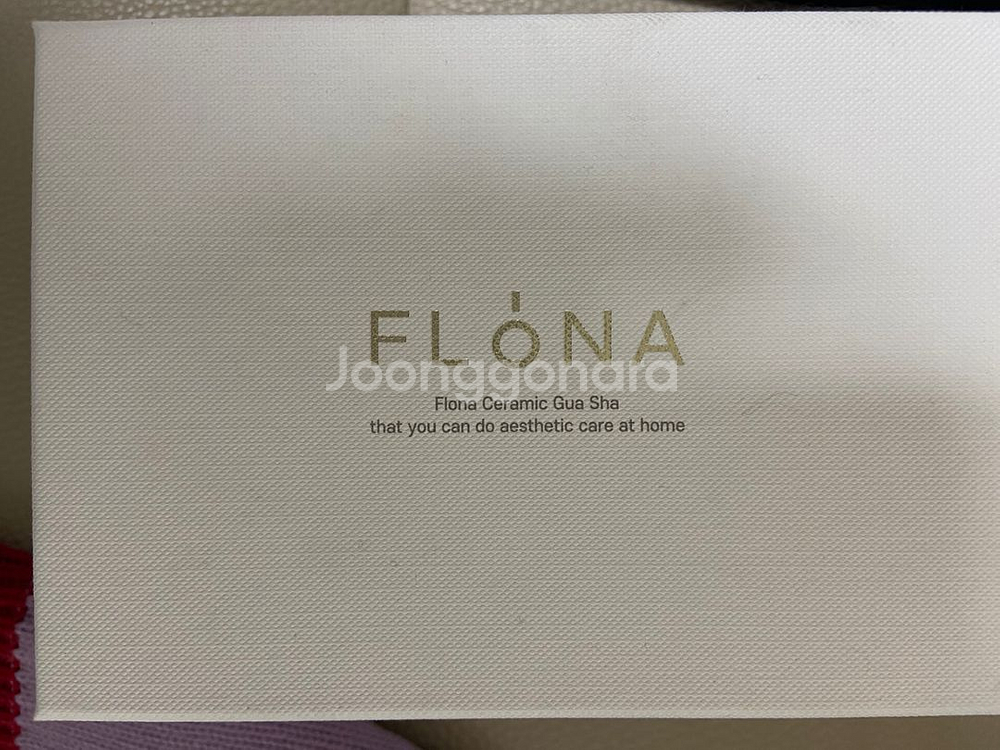 FLONA
Joonggonara
Flona Ceramic Gua Sha
that you can do aesthetic care at home